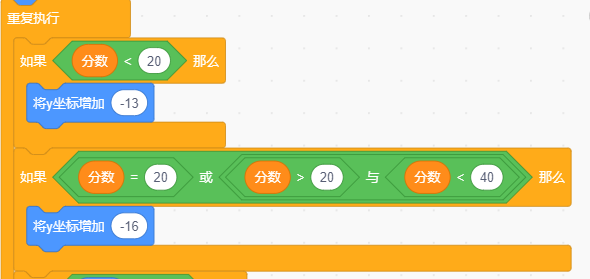 重复执行
如果 分数 < 20 那么
将y坐标增加 -13
如果 分数 = 20 或 分数 > 20 与 分数 < 40 那么
将y坐标增加 -16